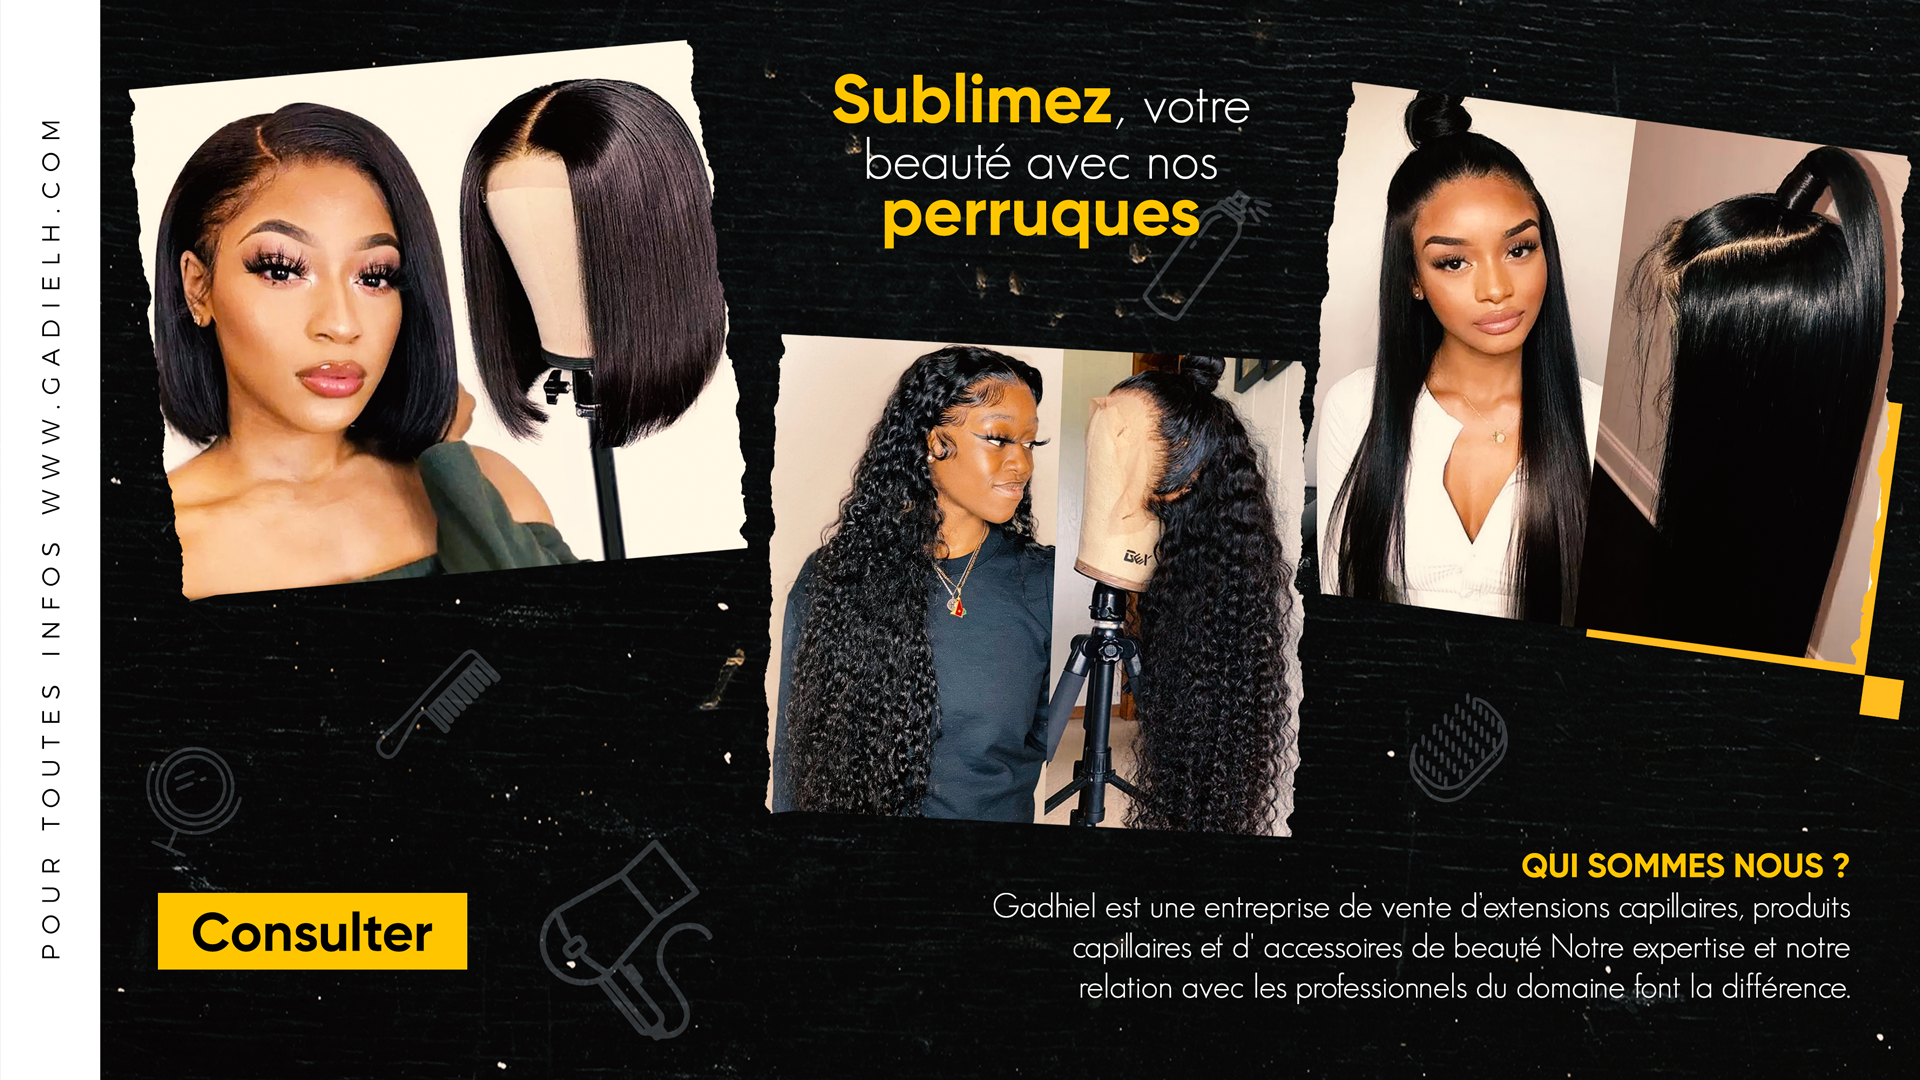 POUR TOUTES INFOS WWW.GADIELH.COM
Sublimez, votre
beauté avec nos
perruques
BeX
Consulter
QUI SOMMES NOUS ?
Gadhiel est une entreprise de vente d'extensions capillaires, produits
capillaires et d' accessoires de beauté Notre expertise et notre
relation avec les professionnels du domaine font la différence.